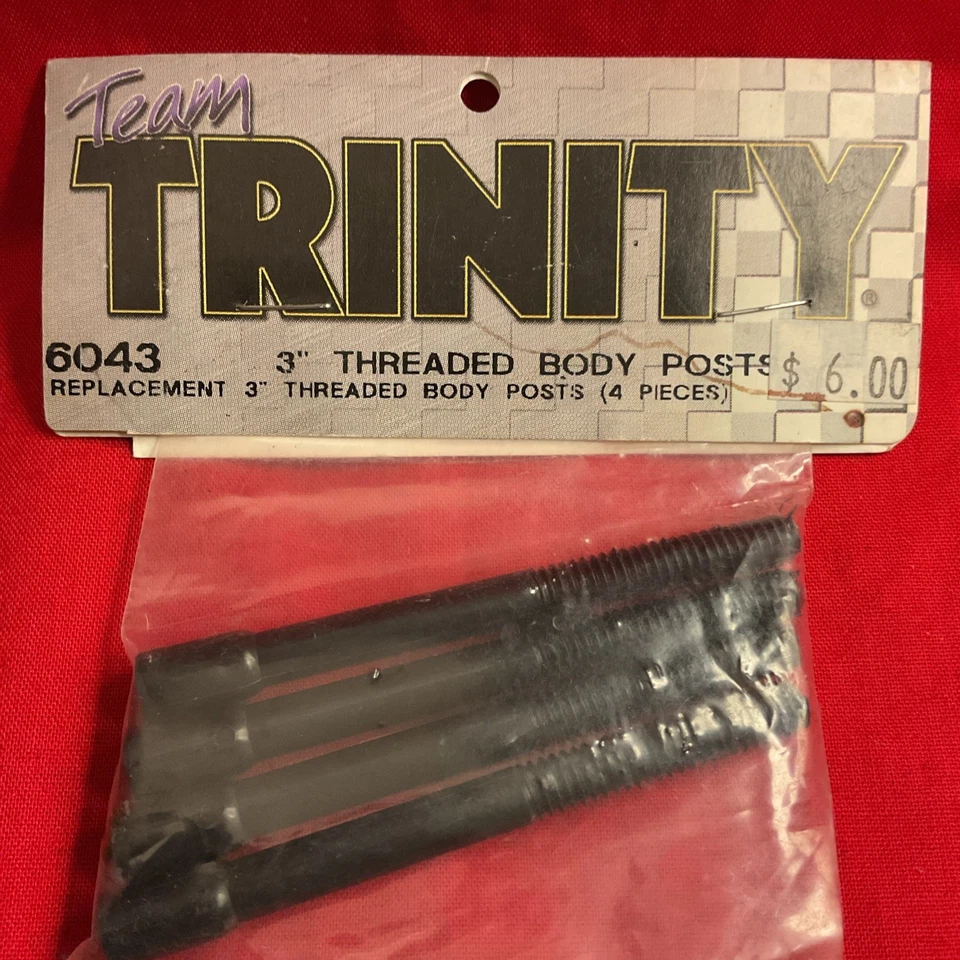 Team
TRINITY®
6043 3" THREADED BODY POSTS $ 6.00
REPLACEMENT 3" THREADED BODY POSTS (4 PIECES)